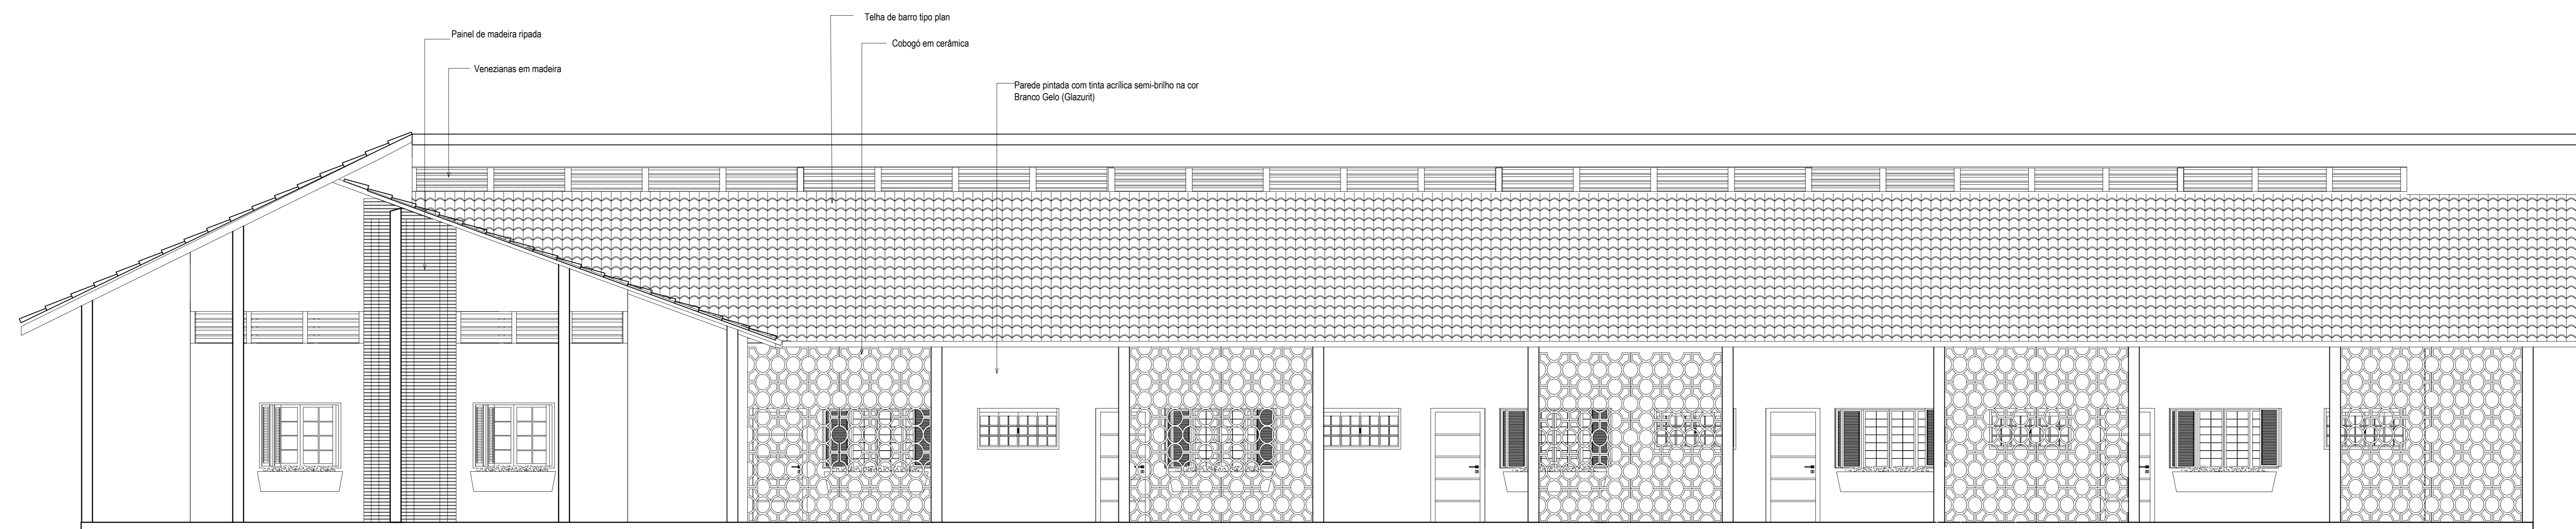 Telha de barro tipo plan
Painel de madeira ripada
Cobogó em cerâmica
Venezianas em madeira
Parede pintada com tinta acrílica semi-brilho na cor
Branco Gelo (Glazurit)